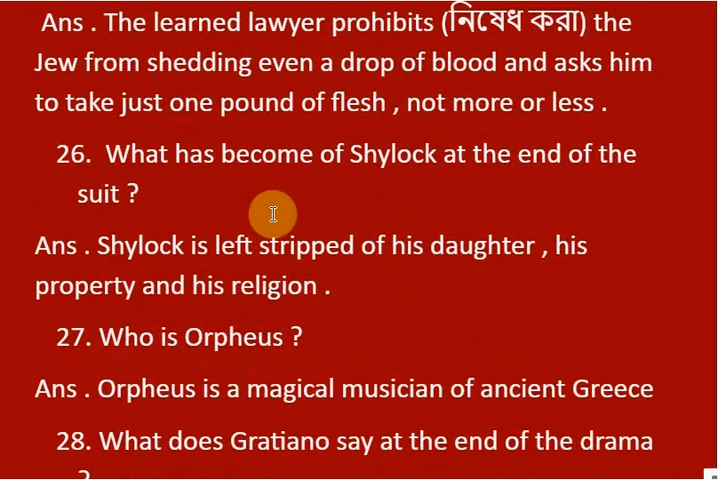 Ans . The learned lawyer prohibits (নিষেধ করা) the
Jew from shedding even a drop of blood and asks him
to take just one pound of flesh , not more or less .
26. What has become of Shylock at the end of the
suit ?
Ans . Shylock is left stripped of his daughter , his
property and his religion .
27. Who is Orpheus ?
Ans . Orpheus is a magical musician of ancient Greece
28. What does Gratiano say at the end of the drama
?